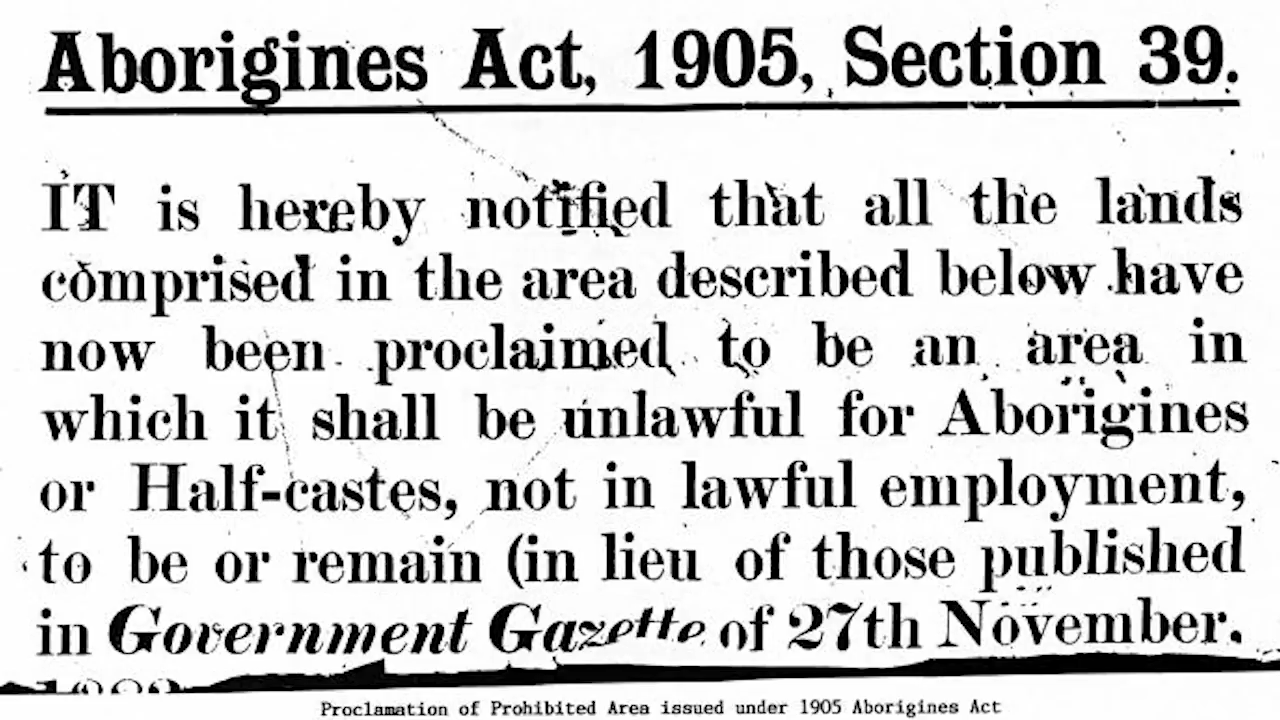 Aborigines Act, 1905, Section 39.
IT is hereby notified that all the lands
comprised in the area described below have
now been proclaimed to be an area in
which it shall be unlawful for Aborigines
or Half-castes, not in lawful employment,
to be or remain (in lieu of those published
in Government Gazette of 27th November,
Proclamation of Prohibited Area issued under 1905 Aborigines Act